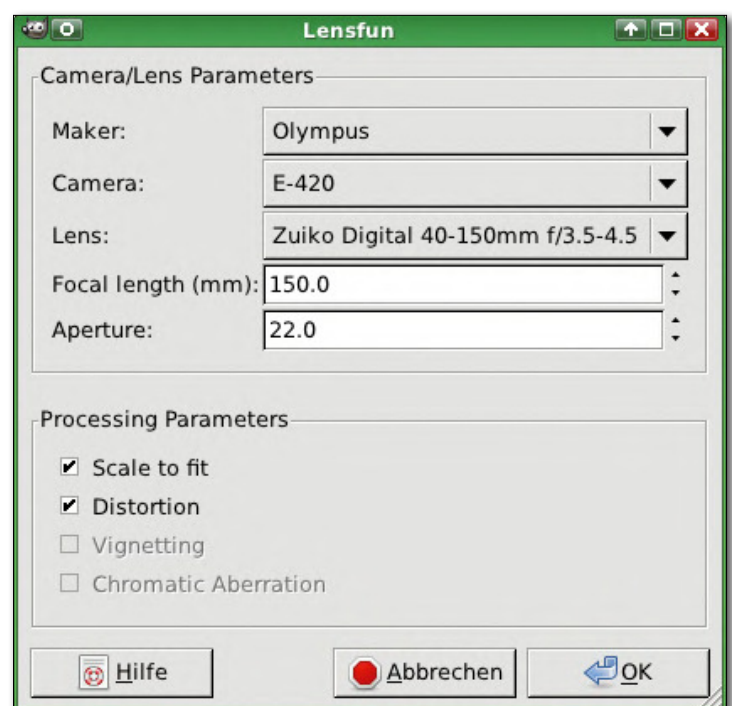 Lensfun
Camera/Lens Parameters
Maker: Olympus
Camera: E-420
Lens: Zuiko Digital 40-150mm f/3.5-4.5
Focal length (mm): 150.0
Aperture: 22.0
Processing Parameters
Scale to fit
Distortion
Vignetting
Chromatic Aberration
Hilfe Abbrechen OK